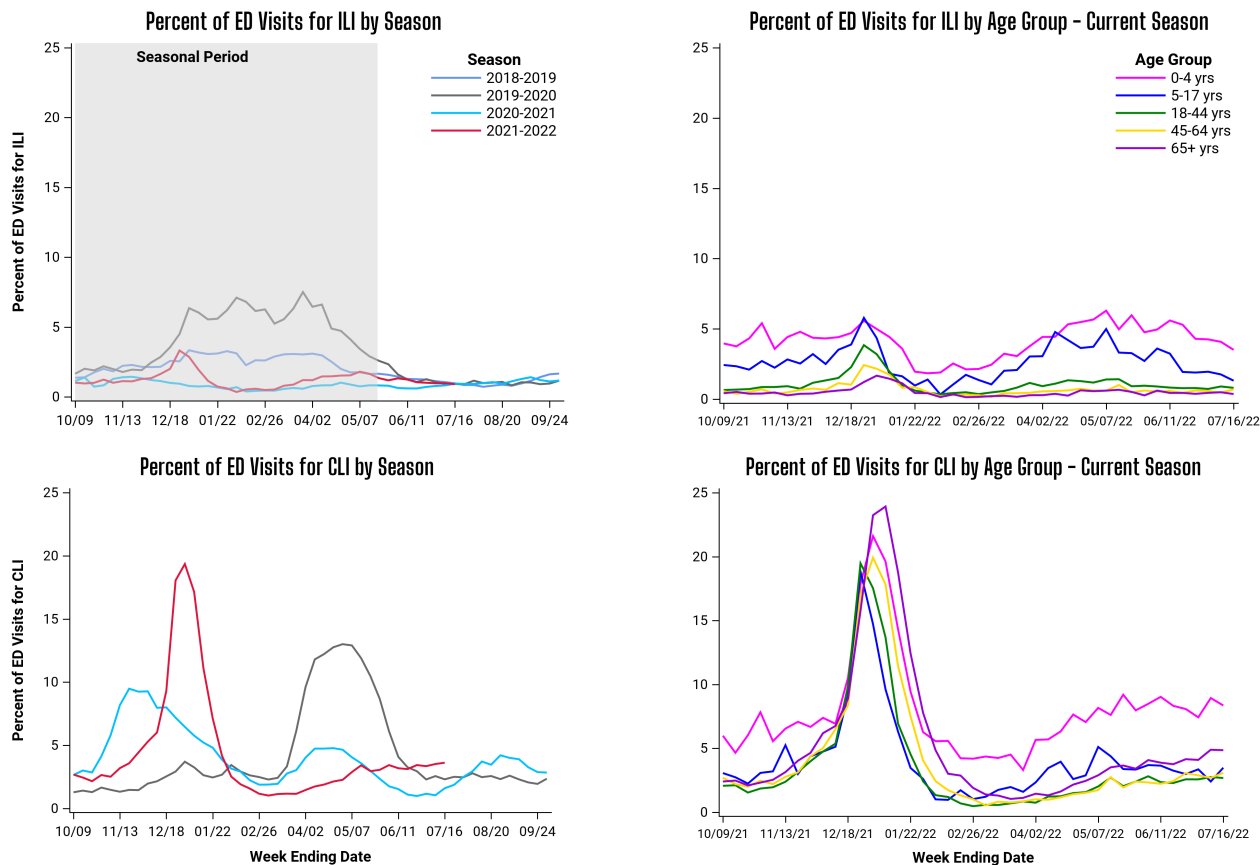 Percent of ED Visits for ILI by Season
Percent of ED Visits for ILI
25
20
15
10
5
0
Seasonal Period
Season
2018-2019
2019-2020
2020-2021
2021-2022
10/09 11/13 12/18 01/22 02/26 04/02 05/07 06/11 07/16 08/20 09/24
Percent of ED Visits for ILI by Age Group - Current Season
25
20
15
10
5
0
Age Group
0-4 yrs
5-17 yrs
18-44 yrs
45-64 yrs
65+ yrs
10/09/21 11/13/21 12/18/21 01/22/22 02/26/22 04/02/22 05/07/22 06/11/22 07/16/22
Percent of ED Visits for CLI by Season
Percent of ED Visits for CLI
25
20
15
10
5
0
10/09 11/13 12/18 01/22 02/26 04/02 05/07 06/11 07/16 08/20 09/24
Week Ending Date
Percent of ED Visits for CLI by Age Group - Current Season
25
20
15
10
5
0
10/09/21 11/13/21 12/18/21 01/22/22 02/26/22 04/02/22 05/07/22 06/11/22 07/16/22
Week Ending Date